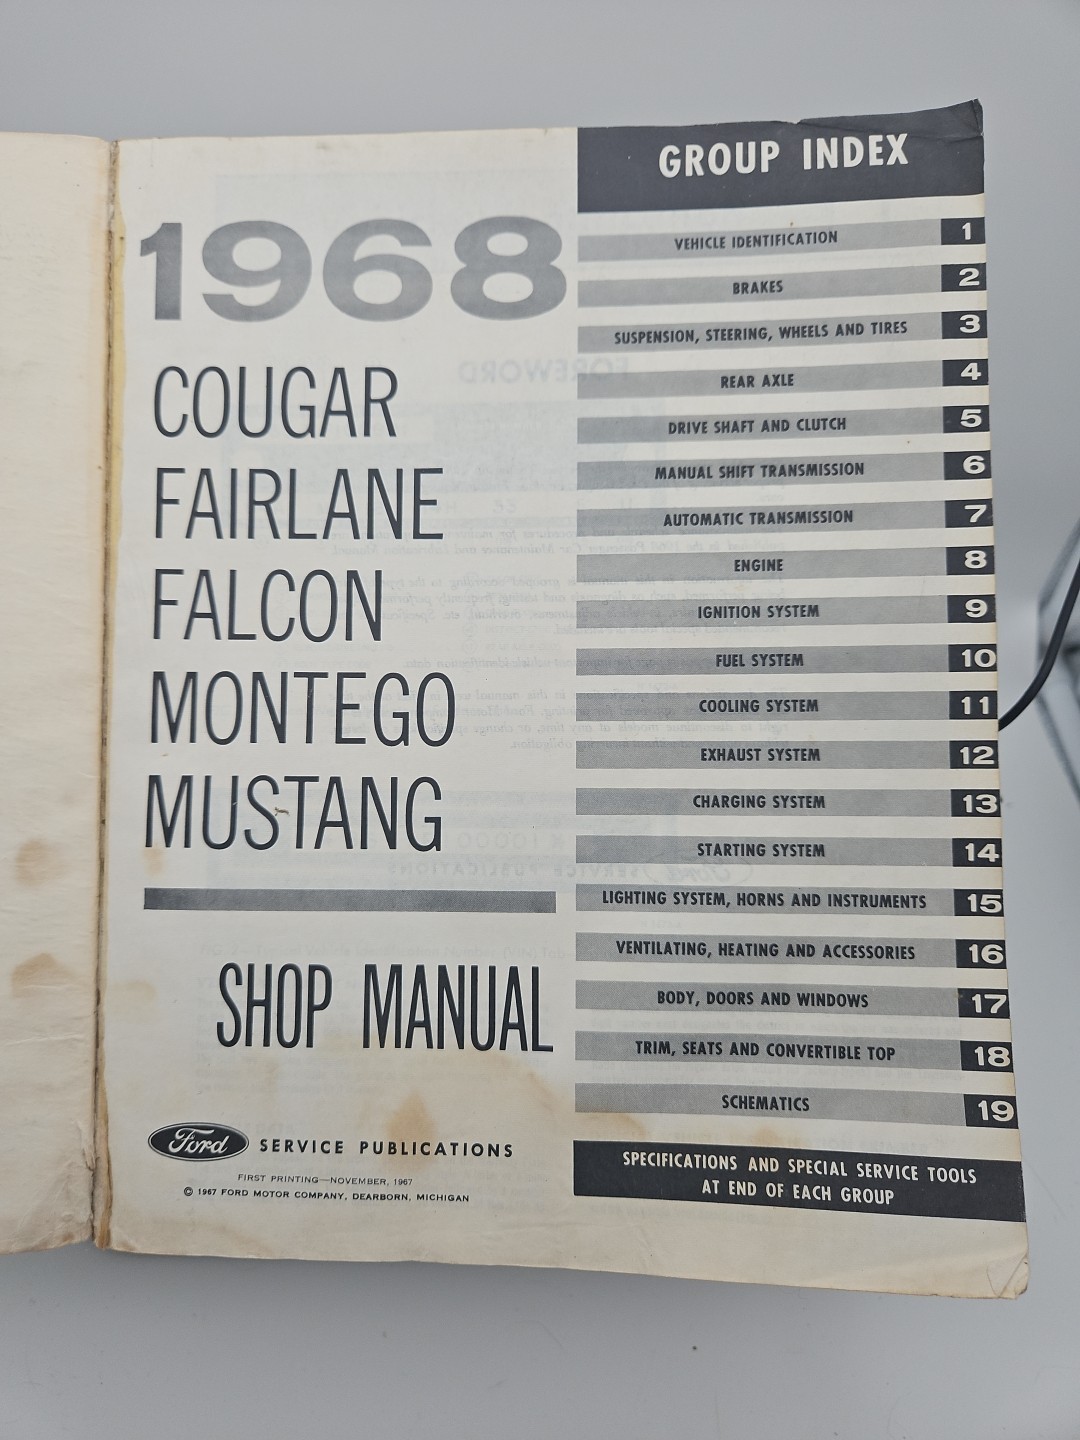 1968
COUGAR
FAIRLANE
FALCON
MONTEGO
MUSTANG
SHOP MANUAL
Ford SERVICE PUBLICATIONS
FIRST PRINTING—NOVEMBER, 1967
© 1967 FORD MOTOR COMPANY, DEARBORN, MICHIGAN
GROUP INDEX
VEHICLE IDENTIFICATION 1
BRAKES 2
SUSPENSION, STEERING, WHEELS AND TIRES 3
REAR AXLE 4
DRIVE SHAFT AND CLUTCH 5
MANUAL SHIFT TRANSMISSION 6
AUTOMATIC TRANSMISSION 7
ENGINE 8
IGNITION SYSTEM 9
FUEL SYSTEM 10
COOLING SYSTEM 11
EXHAUST SYSTEM 12
CHARGING SYSTEM 13
STARTING SYSTEM 14
LIGHTING SYSTEM, HORNS AND INSTRUMENTS 15
VENTILATING, HEATING AND ACCESSORIES 16
BODY, DOORS AND WINDOWS 17
TRIM, SEATS AND CONVERTIBLE TOP 18
SCHEMATICS 19
SPECIFICATIONS AND SPECIAL SERVICE TOOLS
AT END OF EACH GROUP